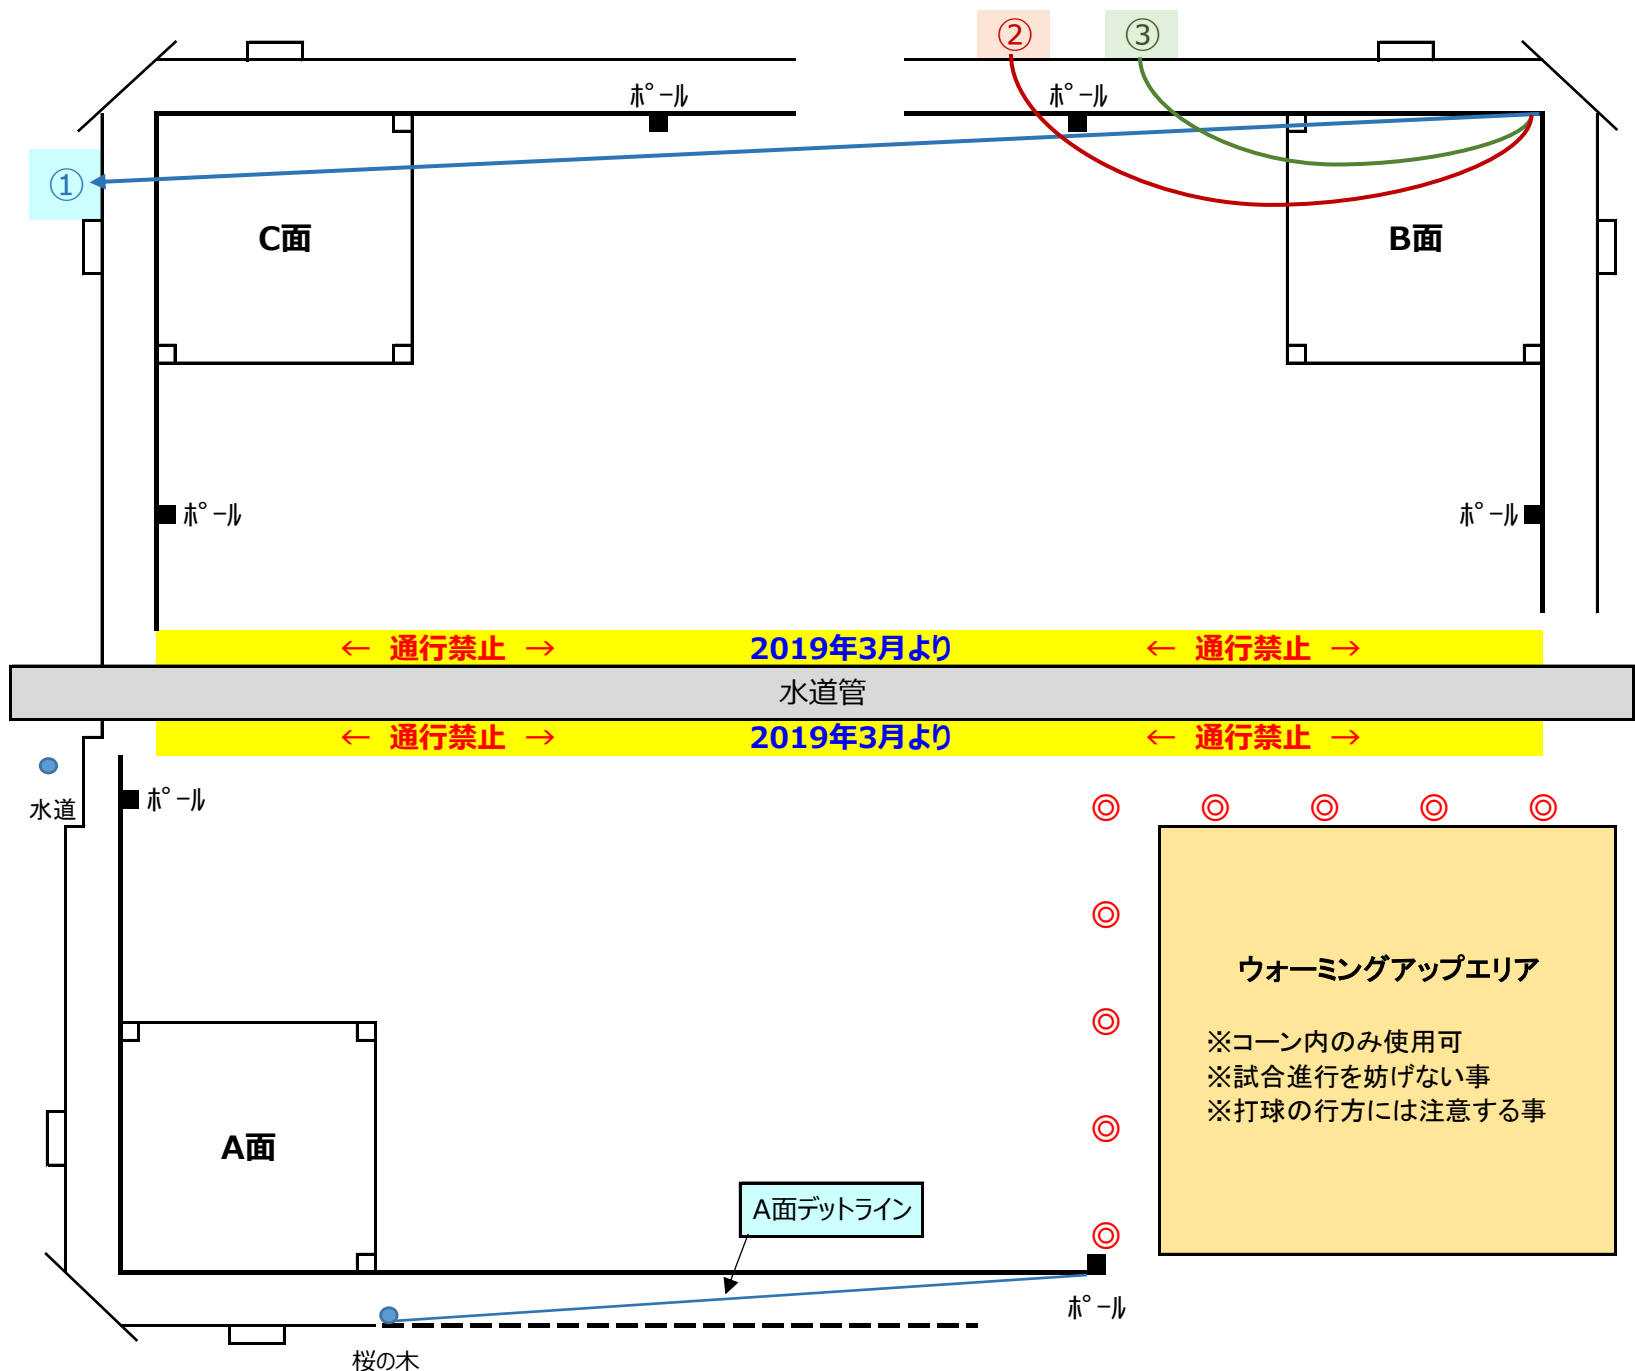 ② ③
ﾎﾟｰﾙ ﾎﾟｰﾙ
①
C面 B面
ﾎﾟｰﾙ ﾎﾟｰﾙ
← 通行禁止 → 2019年3月より ← 通行禁止 →
水道管
← 通行禁止 → 2019年3月より ← 通行禁止 →
水道 ﾎﾟｰﾙ
◎ ◎ ◎ ◎ ◎
◎
ウォーミングアップエリア
◎
※コーン内のみ使用可
※試合進行を妨げない事
※打球の行方には注意する事
◎
A面
A面デットライン
◎
ﾎﾟｰﾙ
桜の木